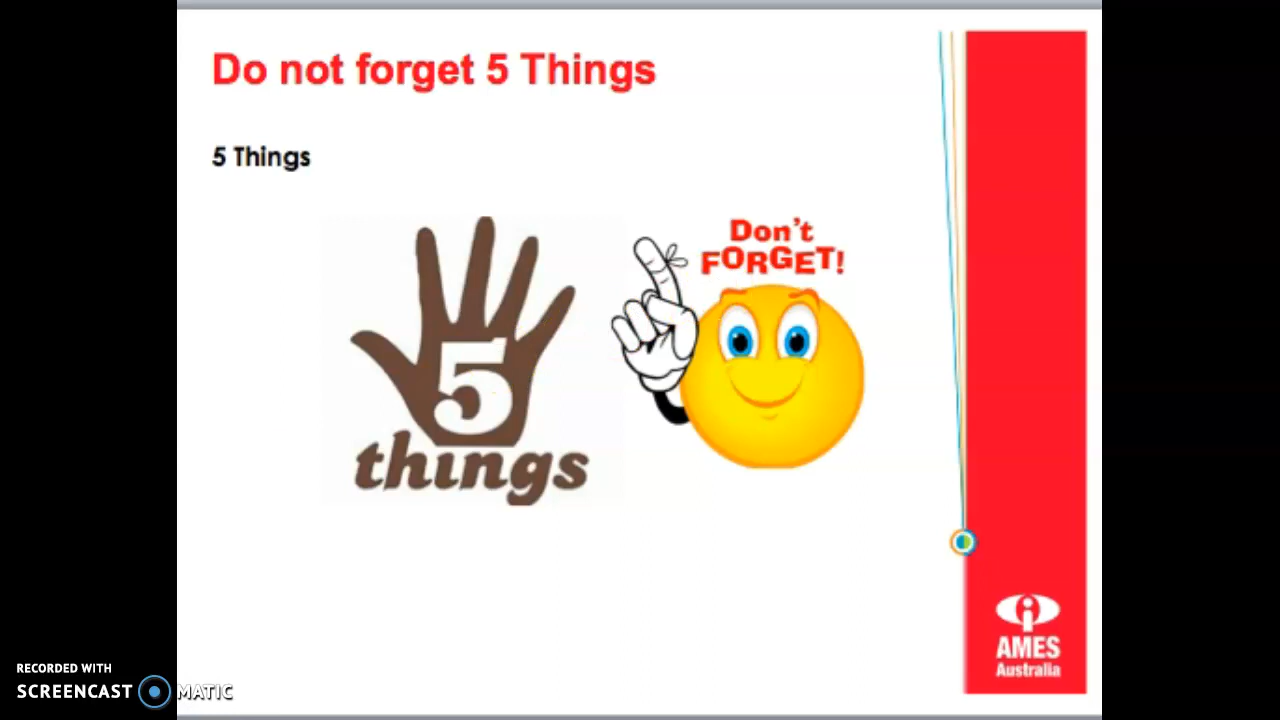 Do not forget 5 Things
5 Things
Don't
FORGET!
5
things
AMES
Australia
RECORDED WITH
SCREENCAST MATIC